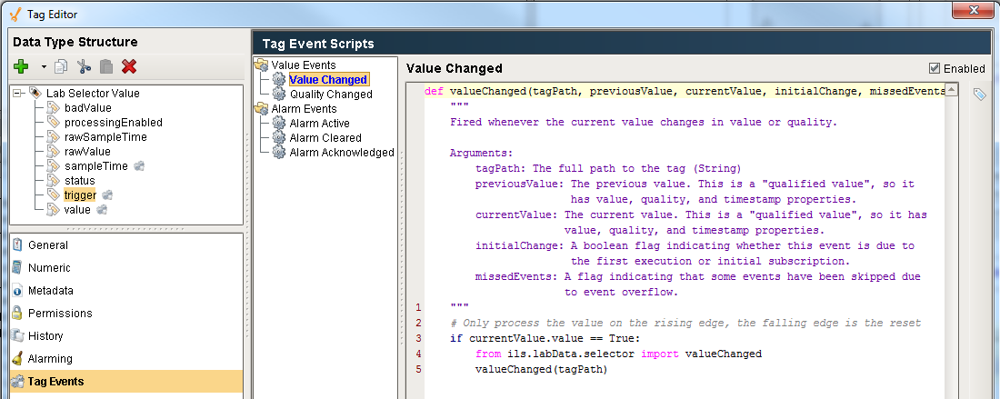 Tag Editor
Data Type Structure
Lab Selector Value
badValue
processingEnabled
rawSampleTime
rawValue
sampleTime
status
trigger
value
General
Numeric
Metadata
Permissions
History
Alarming
Tag Events
Tag Event Scripts
Value Events
Value Changed
Quality Changed
Alarm Events
Alarm Active
Alarm Cleared
Alarm Acknowledged
Value Changed
Enabled
def valueChanged(tagPath, previousValue, currentValue, initialChange, missedEvents
"""
Fired whenever the current value changes in value or quality.
Arguments:
tagPath: The full path to the tag (String)
previousValue: The previous value. This is a "qualified value", so it
has value, quality, and timestamp properties.
currentValue: The current value. This is a "qualified value", so it has
value, quality, and timestamp properties.
initialChange: A boolean flag indicating whether this event is due to
the first execution or initial subscription.
missedEvents: A flag indicating that some events have been skipped due
to event overflow.
1 """
2 # Only process the value on the rising edge, the falling edge is the reset
3 if currentValue.value == True:
4 from ils.labData.selector import valueChanged
5 valueChanged(tagPath)